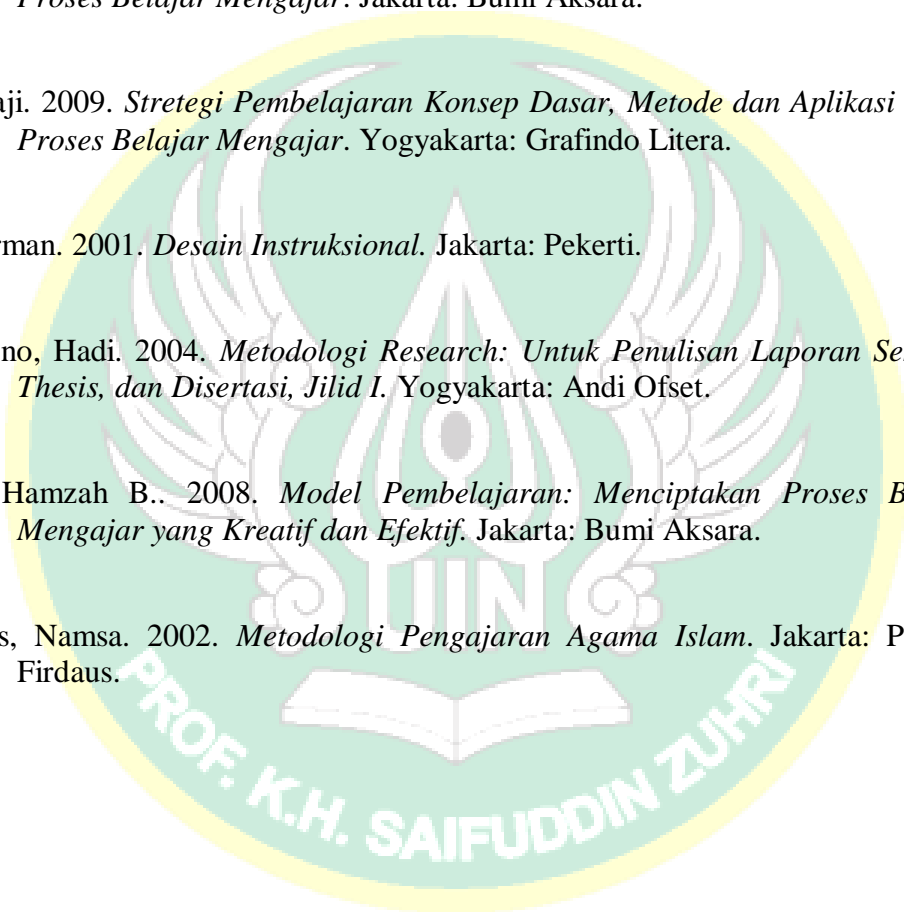 Proses Belajar Mengajar. Jakarta: Bumi Aksara.
aji. 2009. Stretegi Pembelajaran Konsep Dasar, Metode dan Aplikasi
Proses Belajar Mengajar. Yogyakarta: Grafindo Litera.
rman. 2001. Desain Instruksional. Jakarta: Pekerti.
no, Hadi. 2004. Metodologi Research: Untuk Penulisan Laporan Se
Thesis, dan Disertasi, Jilid I. Yogyakarta: Andi Ofset.
Hamzah B.. 2008. Model Pembelajaran: Menciptakan Proses B
Mengajar yang Kreatif dan Efektif. Jakarta: Bumi Aksara.
s, Namsa. 2002. Metodologi Pengajaran Agama Islam. Jakarta: P
Firdaus.
UIN
PROF. K.H. SAIFUDDIN ZUHRI